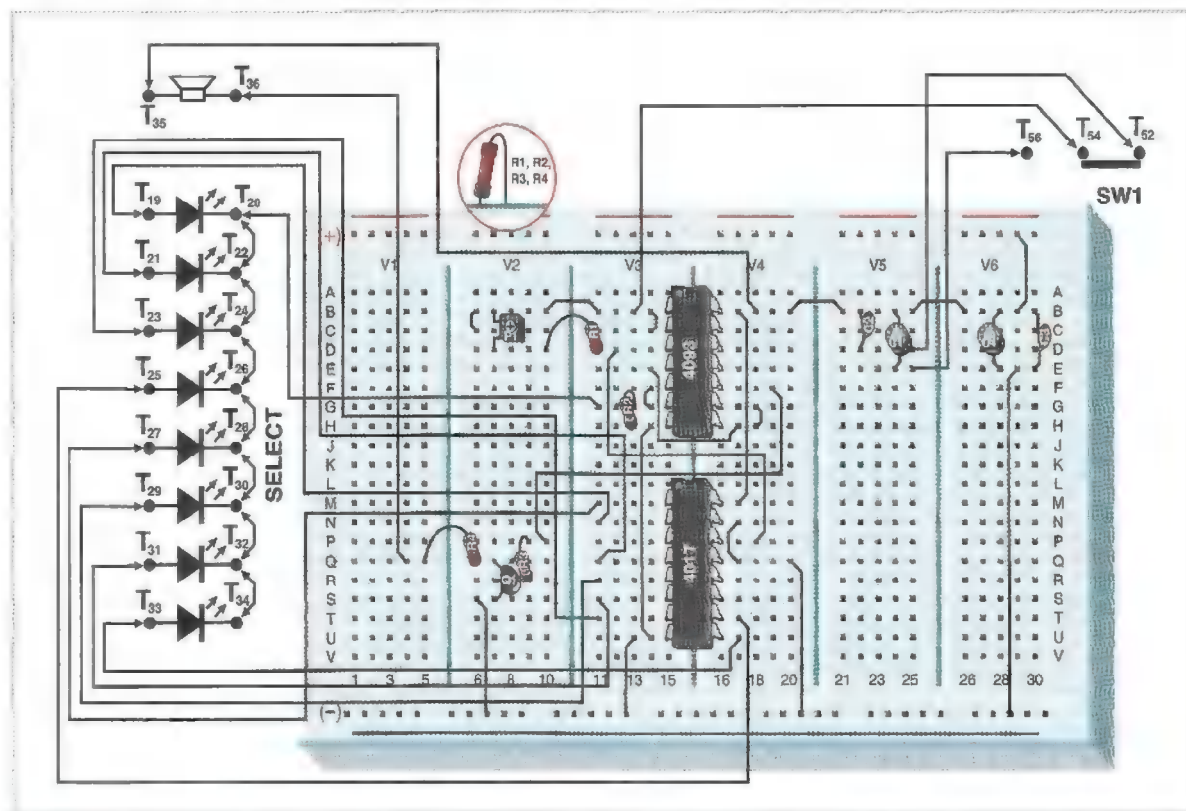 T36
T35
R1, R2,
R3, R4
T56 T54 T52
SW1
T19 T20
T21 T22
T23 T24
T25 T26
T27 T28
T29 T30
T31 T32
T33 T34
SELECT
(+)
V1 V2 V3 V4 V5 V6
A A
B B
C C
D D
E E
F F
G G
H H
J J
K K
L L
M M
N N
P P
Q Q
R R
S S
T T
U U
V V
R1
R2
4093
4017
1 3 5 6 8 10 11 13 15 16 18 20 21 23 25 26 28 30
(−)